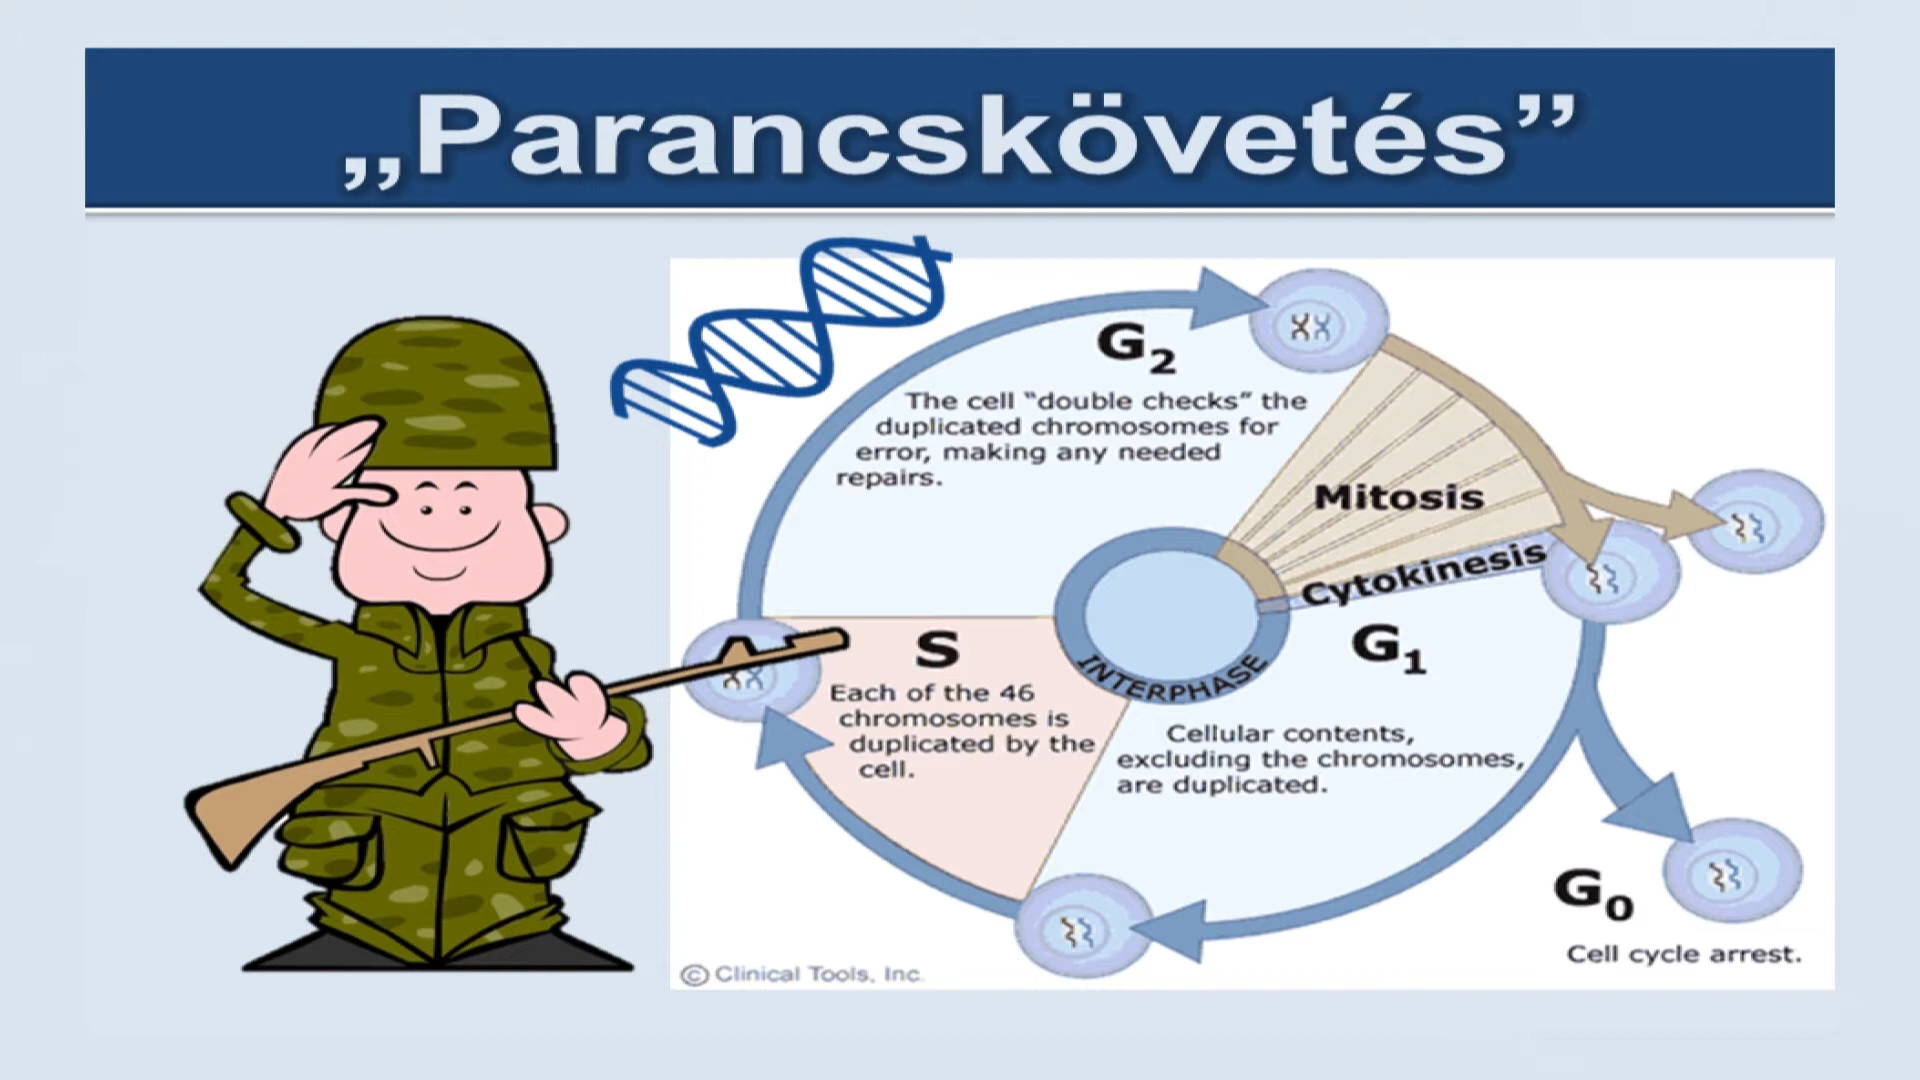 „Parancskövetés”
G2
The cell “double checks” the
duplicated chromosomes for
error, making any needed
repairs.
Mitosis
Cytokinesis
S
Each of the 46
chromosomes is
duplicated by the
cell.
INTERPHASE
G1
Cellular contents,
excluding the chromosomes,
are duplicated.
G0
Cell cycle arrest.
© Clinical Tools, Inc.